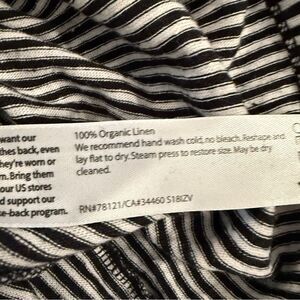 want our
thes back, even
hey're worn or
rn. Bring them
our US stores
d support our
e-back program.
100% Organic Linen
We recommend hand wash cold, no bleach. Reshape and
lay flat to dry. Steam press to restore size. May be dry
cleaned.
RN#78121/CA#34460 S18IZV